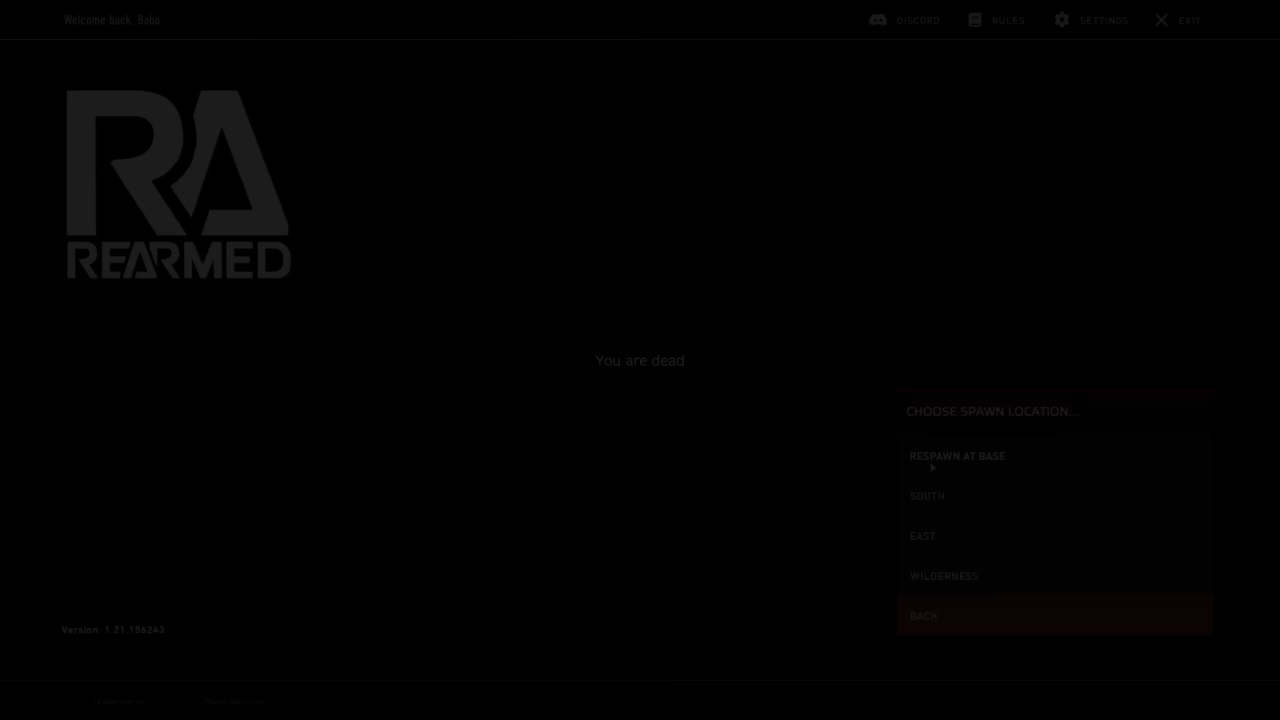 Welcome back, Baba
DISCORD
RULES
SETTINGS
EXIT
RA
REARMED
You are dead
CHOOSE SPAWN LOCATION...
RESPAWN AT BASE
SOUTH
EAST
WILDERNESS
BACK
Version: 1.21.156243